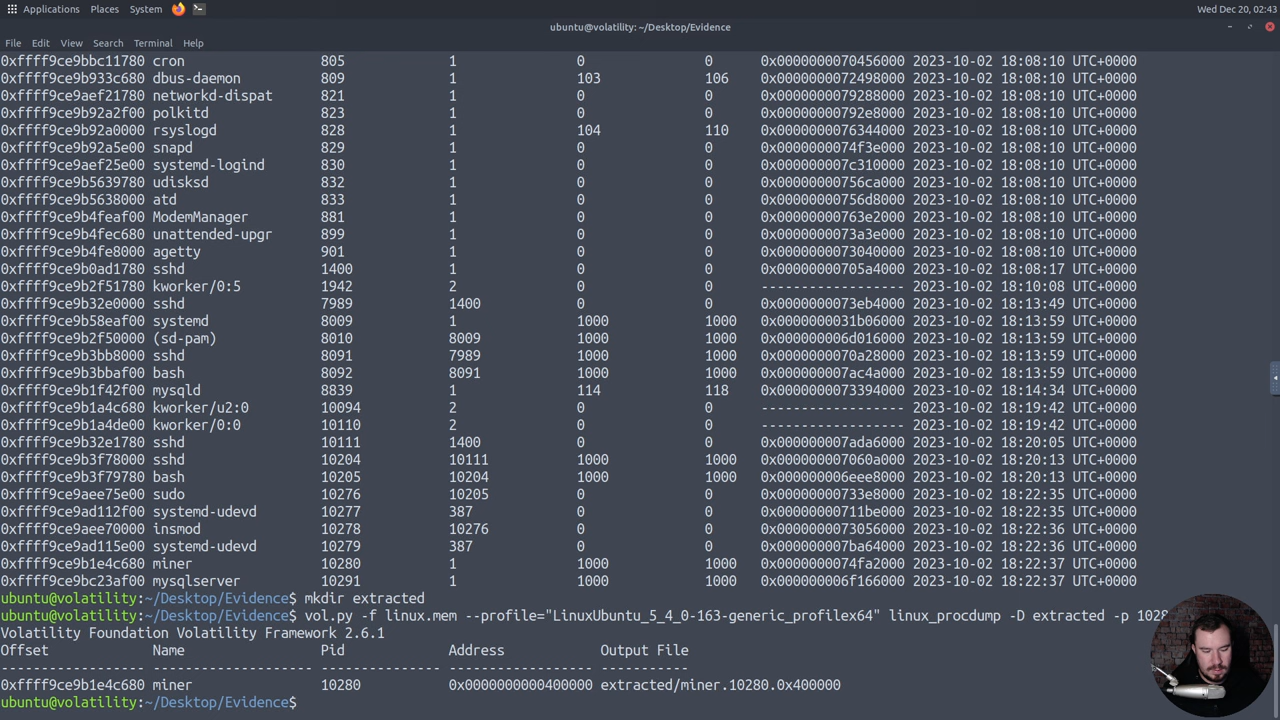 Applications Places System Wed Dec 20, 02:43
ubuntu@volatility: ~/Desktop/Evidence
File Edit View Search Terminal Help
0xffff9ce9bbc11780 cron 805 1 0 0 0x0000000070456000 2023-10-02 18:08:10 UTC+0000
0xffff9ce9b933c680 dbus-daemon 809 1 103 106 0x0000000072498000 2023-10-02 18:08:10 UTC+0000
0xffff9ce9aef21780 networkd-dispat 821 1 0 0 0x0000000079288000 2023-10-02 18:08:10 UTC+0000
0xffff9ce9b92a2f00 polkitd 823 1 0 0 0x00000000792e8000 2023-10-02 18:08:10 UTC+0000
0xffff9ce9b92a0000 rsyslogd 828 1 104 110 0x0000000076344000 2023-10-02 18:08:10 UTC+0000
0xffff9ce9b92a5e00 snapd 829 1 0 0 0x0000000074f3e000 2023-10-02 18:08:10 UTC+0000
0xffff9ce9aef25e00 systemd-logind 830 1 0 0 0x000000007c310000 2023-10-02 18:08:10 UTC+0000
0xffff9ce9b5639780 udisksd 832 1 0 0 0x00000000756ca000 2023-10-02 18:08:10 UTC+0000
0xffff9ce9b5638000 atd 833 1 0 0 0x00000000756d8000 2023-10-02 18:08:10 UTC+0000
0xffff9ce9b4feaf00 ModemManager 881 1 0 0 0x00000000763e2000 2023-10-02 18:08:10 UTC+0000
0xffff9ce9b4fec680 unattended-upgr 899 1 0 0 0x0000000073a3e000 2023-10-02 18:08:10 UTC+0000
0xffff9ce9b4fe8000 agetty 901 1 0 0 0x0000000073040000 2023-10-02 18:08:10 UTC+0000
0xffff9ce9b0ad1780 sshd 1400 1 0 0 0x00000000705a4000 2023-10-02 18:08:17 UTC+0000
0xffff9ce9b2f51780 kworker/0:5 1942 2 0 0 ------------------ 2023-10-02 18:10:08 UTC+0000
0xffff9ce9b32e0000 sshd 7989 1400 0 0 0x0000000073eb4000 2023-10-02 18:13:49 UTC+0000
0xffff9ce9b58eaf00 systemd 8009 1 1000 1000 0x0000000031b06000 2023-10-02 18:13:59 UTC+0000
0xffff9ce9b2f50000 (sd-pam) 8010 8009 1000 1000 0x000000006d016000 2023-10-02 18:13:59 UTC+0000
0xffff9ce9b3bb8000 sshd 8091 7989 1000 1000 0x0000000070a28000 2023-10-02 18:13:59 UTC+0000
0xffff9ce9b3bbaf00 bash 8092 8091 1000 1000 0x000000007ac4a000 2023-10-02 18:13:59 UTC+0000
0xffff9ce9b1f42f00 mysqld 8839 1 114 118 0x0000000073394000 2023-10-02 18:14:34 UTC+0000
0xffff9ce9b1a4c680 kworker/u2:0 10094 2 0 0 ------------------ 2023-10-02 18:19:42 UTC+0000
0xffff9ce9b1a4de00 kworker/0:0 10110 2 0 0 ------------------ 2023-10-02 18:19:42 UTC+0000
0xffff9ce9b32e1780 sshd 10111 1400 0 0 0x000000007ada6000 2023-10-02 18:20:05 UTC+0000
0xffff9ce9b3f78000 sshd 10204 10111 1000 1000 0x000000007060a000 2023-10-02 18:20:13 UTC+0000
0xffff9ce9b3f79780 bash 10205 10204 1000 1000 0x000000006eee8000 2023-10-02 18:20:13 UTC+0000
0xffff9ce9aee75e00 sudo 10276 10205 0 0 0x00000000733e8000 2023-10-02 18:22:35 UTC+0000
0xffff9ce9ad112f00 systemd-udevd 10277 387 0 0 0x00000000711be000 2023-10-02 18:22:35 UTC+0000
0xffff9ce9aee70000 insmod 10278 10276 0 0 0x0000000073056000 2023-10-02 18:22:36 UTC+0000
0xffff9ce9ad115e00 systemd-udevd 10279 387 0 0 0x000000007ba64000 2023-10-02 18:22:36 UTC+0000
0xffff9ce9b1e4c680 miner 10280 1 1000 1000 0x0000000074fa2000 2023-10-02 18:22:37 UTC+0000
0xffff9ce9bc23af00 mysqlserver 10291 1 1000 1000 0x000000006f166000 2023-10-02 18:22:37 UTC+0000
ubuntu@volatility:~/Desktop/Evidence$ mkdir extracted
ubuntu@volatility:~/Desktop/Evidence$ vol.py -f linux.mem --profile="LinuxUbuntu_5_4_0-163-generic_profilex64" linux_procdump -D extracted -p 1028
Volatility Foundation Volatility Framework 2.6.1
Offset Name Pid Address Output File
------------------ -------------------- --------------- ------------------ -----------
0xffff9ce9b1e4c680 miner 10280 0x0000000000400000 extracted/miner.10280.0x400000
ubuntu@volatility:~/Desktop/Evidence$